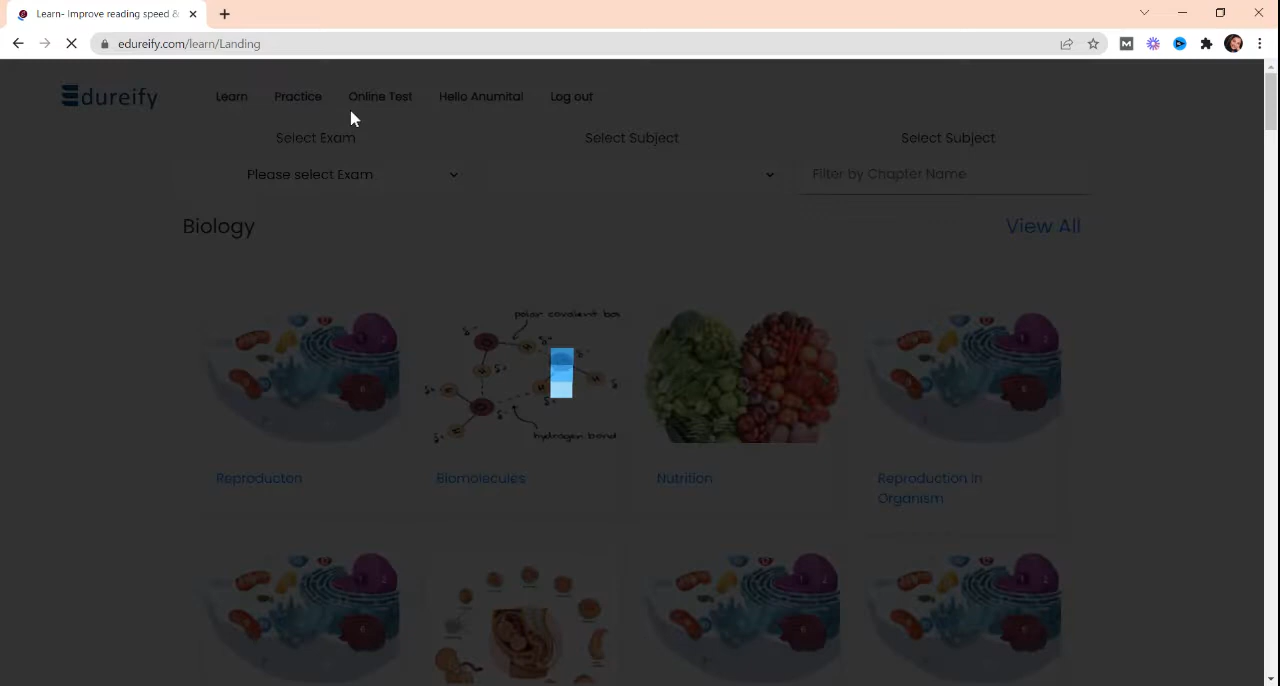 Learn- Improve reading speed &
edureify.com/learn/Landing
Edureify
Learn Practice Online Test Hello Anumita! Log out
Select Exam Select Subject Select Subject
Please select Exam Filter by Chapter Name
Biology View All
polar covalent bon
hydrogen bond
Reproducton Biomolecules Nutrition Reproduction In
Organism